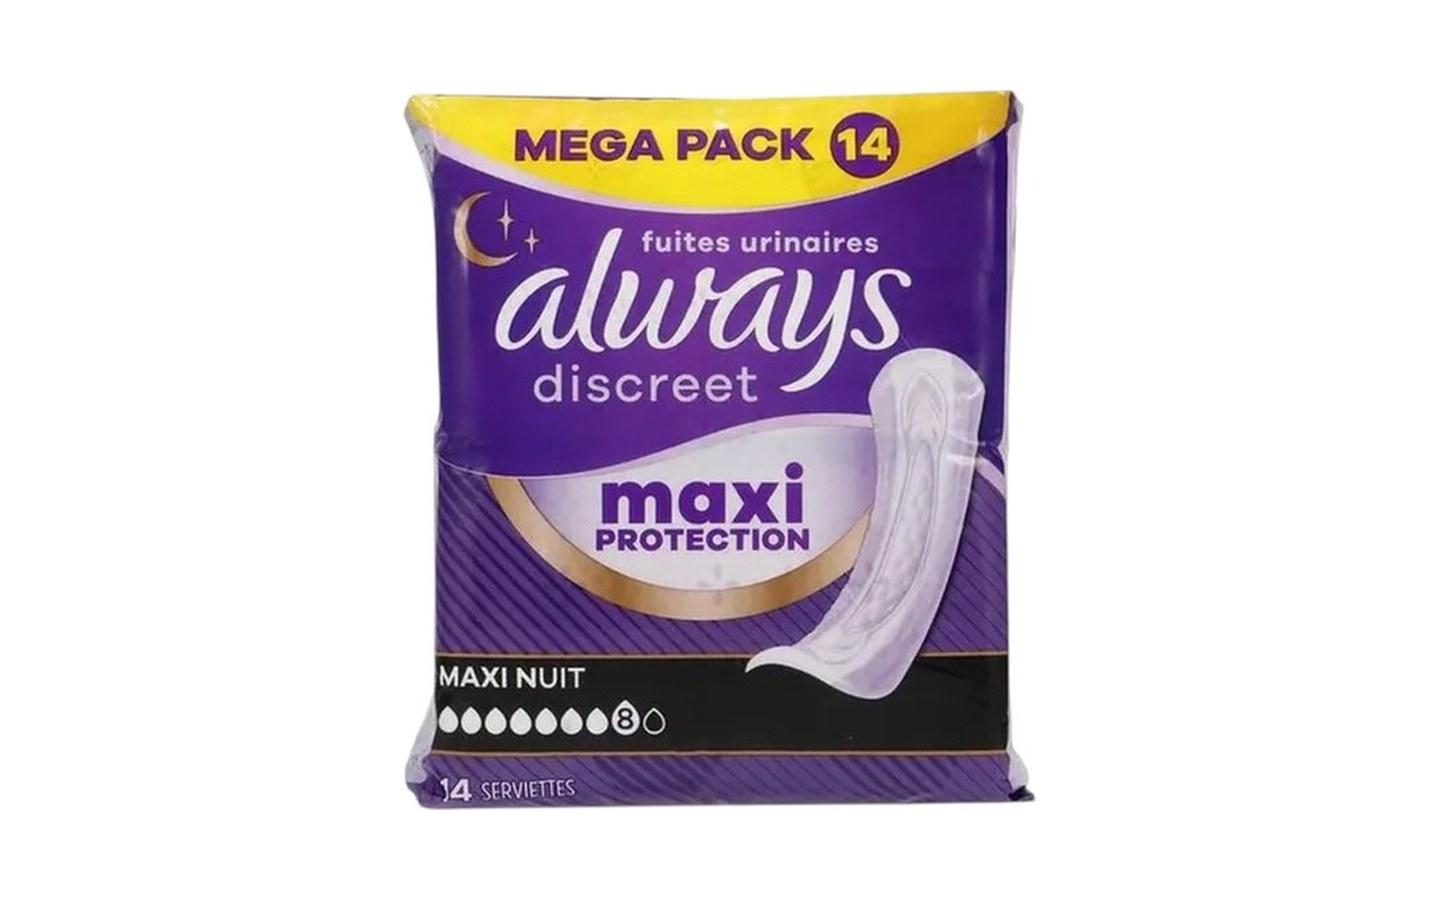 MEGA PACK 14
fuites urinaires
always
discreet
maxi
PROTECTION
MAXI NUIT
8
14 SERVIETTES